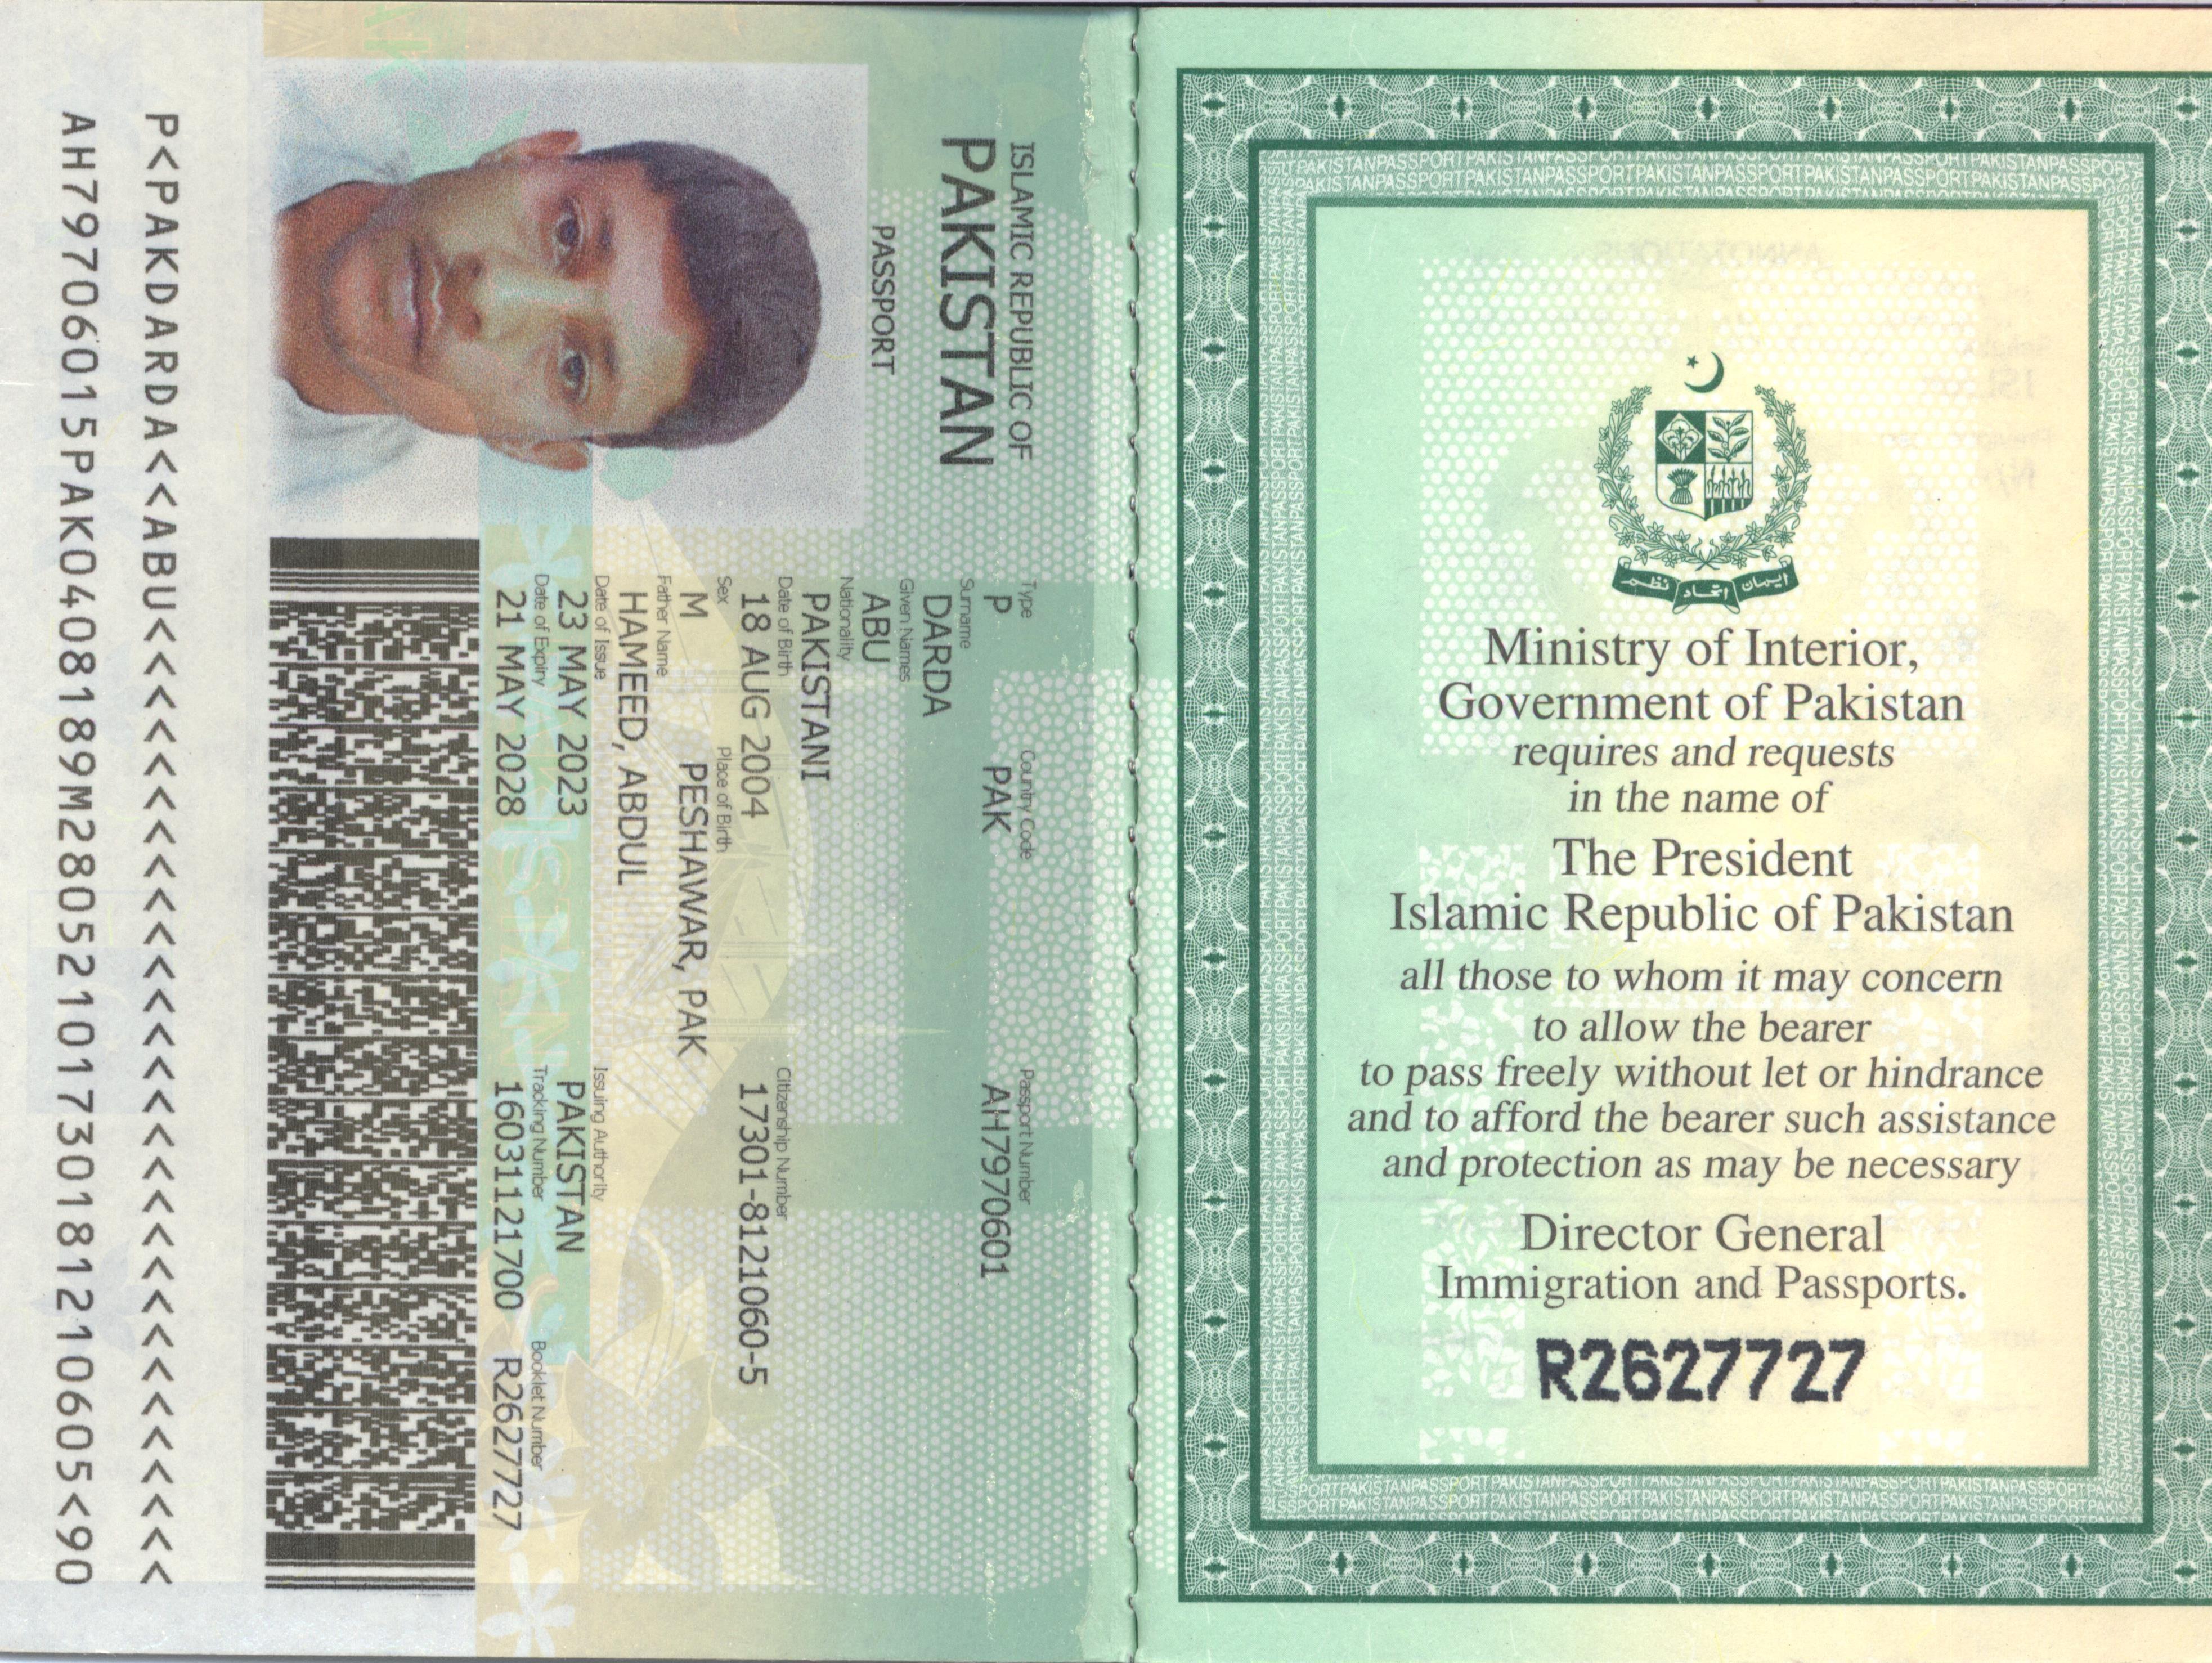 ISLAMIC REPUBLIC OF
PAKISTAN
PASSPORT
Type Country Code Passport Number
P PAK AH7970601
Surname
DARDA
Given Names
ABU
Nationality
PAKISTANI
Date of Birth Citizenship Number
18 AUG 2004 17301-8121060-5
Sex Place of Birth
M PESHAWAR, PAK
Father Name
HAMEED, ABDUL
Date of Issue Issuing Authority
23 MAY 2023 PAKISTAN
Date of Expiry Tracking Number Booklet Number
21 MAY 2028 16031121700 R2627727
P<PAKDARDA<<ABU<<<<<<<<<<<<<<<<<<<<<<<<<<<<<
AH79706015PAK0408189M28052101730181210605<90
ایمان اتحاد نظم
Ministry of Interior,
Government of Pakistan
requires and requests
in the name of
The President
Islamic Republic of Pakistan
all those to whom it may concern
to allow the bearer
to pass freely without let or hindrance
and to afford the bearer such assistance
and protection as may be necessary
Director General
Immigration and Passports.
R2627727